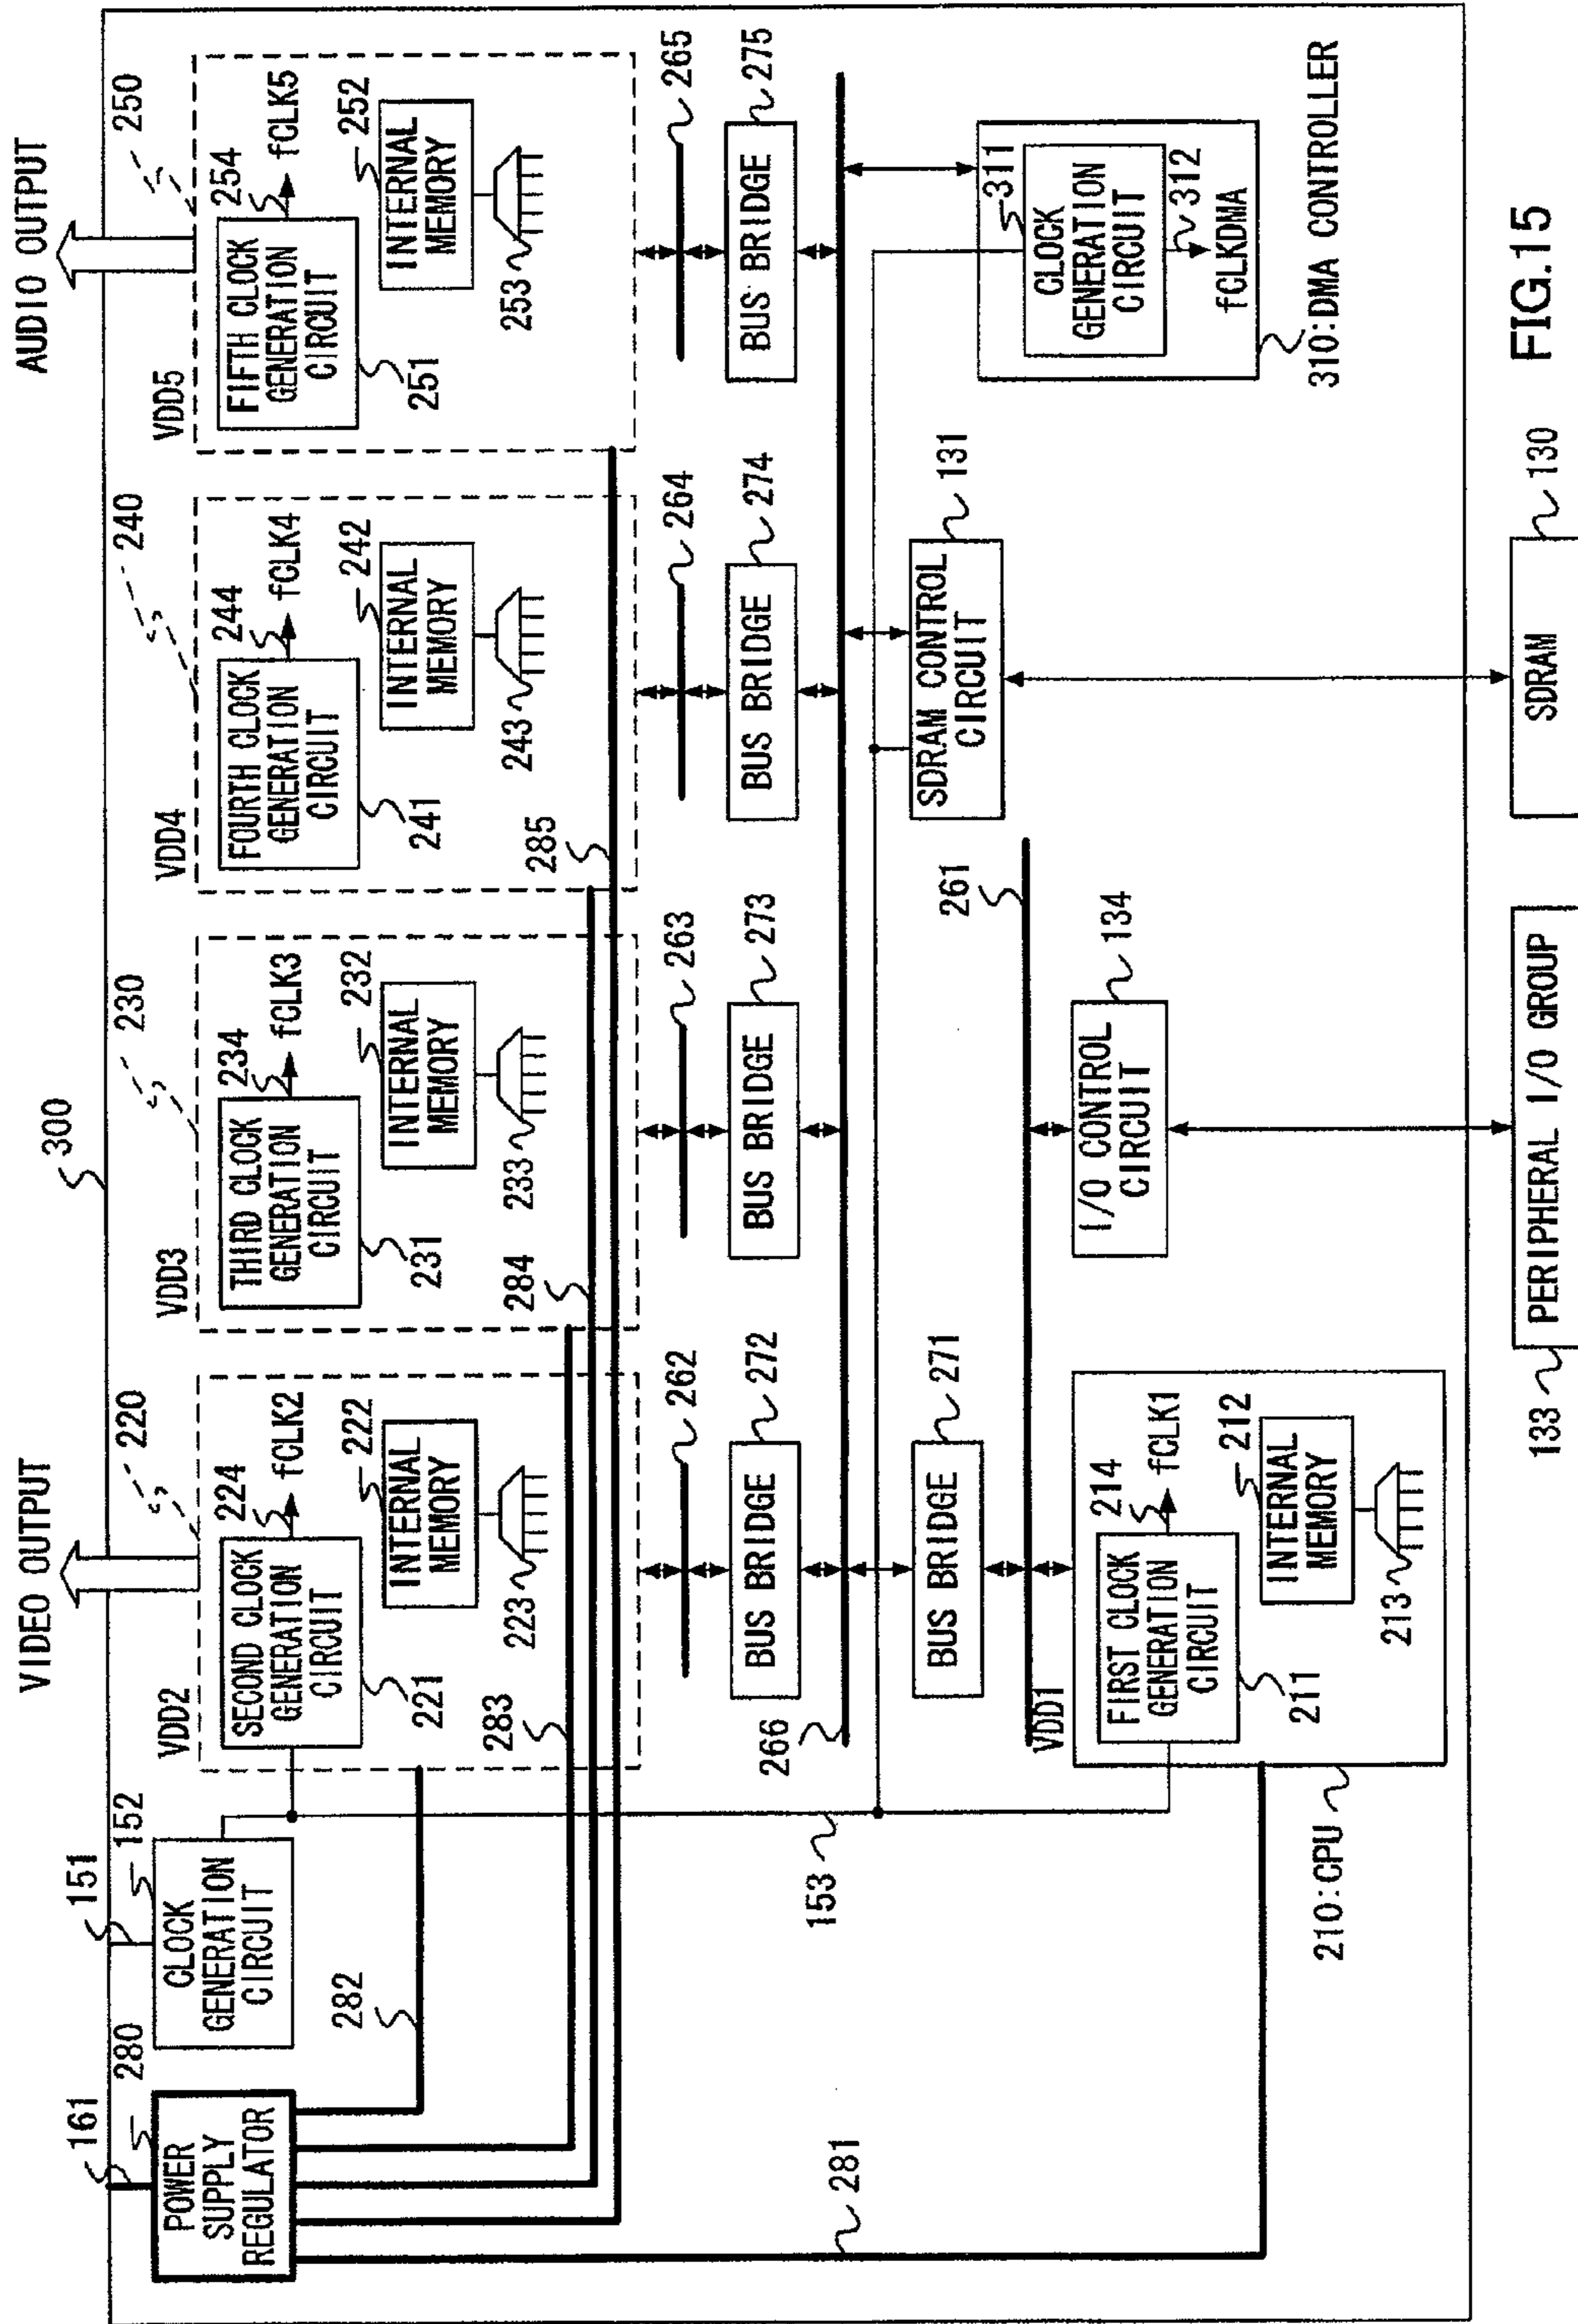 VIDEO OUTPUT
AUDIO OUTPUT
300
161
280
151
152
220
230
240
250
POWER
SUPPLY
REGULATOR
CLOCK
GENERATION
CIRCUIT
VDD2
SECOND CLOCK
GENERATION
CIRCUIT
224
fCLK2
221
222
INTERNAL
MEMORY
223
VDD3
THIRD CLOCK
GENERATION
CIRCUIT
234
fCLK3
231
232
INTERNAL
MEMORY
233
VDD4
FOURTH CLOCK
GENERATION
CIRCUIT
244
fCLK4
241
242
INTERNAL
MEMORY
243
VDD5
FIFTH CLOCK
GENERATION
CIRCUIT
254
fCLK5
251
252
INTERNAL
MEMORY
253
282
283
284
285
262
263
264
265
BUS BRIDGE
272
BUS BRIDGE
273
BUS BRIDGE
274
BUS BRIDGE
275
266
153
BUS BRIDGE
271
SDRAM CONTROL
CIRCUIT
131
CLOCK
GENERATION
CIRCUIT
311
312
fCLKDMA
310:DMA CONTROLLER
261
281
VDD1
FIRST CLOCK
GENERATION
CIRCUIT
214
fCLK1
211
212
INTERNAL
MEMORY
213
210:CPU
I/O CONTROL
CIRCUIT
134
133
PERIPHERAL I/O GROUP
SDRAM
130
FIG.15